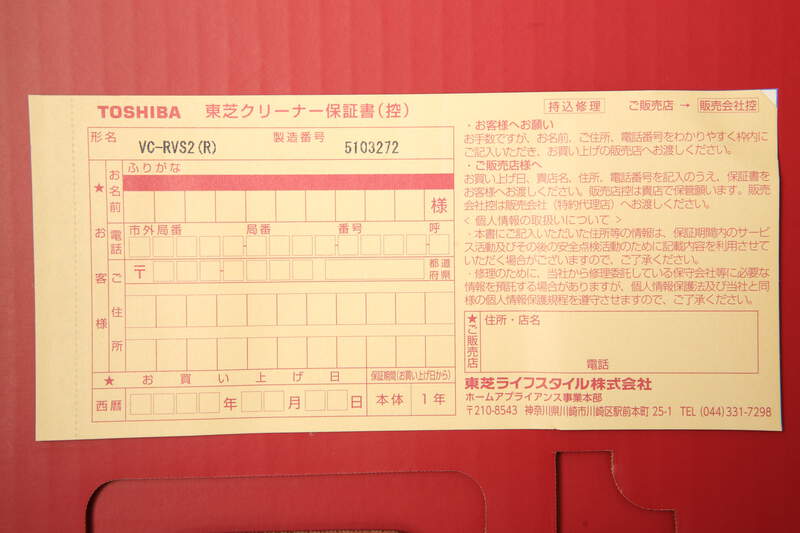 TOSHIBA 東芝クリーナー保証書(控)
形名 VC-RVS2(R) 製造番号 5103272
★お客様
お名前
ふりがな
様
お電話
市外局番 局番 番号 呼
ご住所
〒 都道府県
★ お買い上げ日 保証期間(お買い上げ日から)
西暦 年 月 日 本体 1年
持込修理 ご販売店 → 販売会社控
・お客様へお願い
お手数ですが、お名前、ご住所、電話番号をわかりやすく枠内に
ご記入いただき、お買い上げの販売店へお渡しください。
・ご販売店様へ
お買い上げ日、貴店名、住所、電話番号を記入のうえ、保証書を
お客様へお渡しください。販売店控は貴店で保管願います。販売
会社控は販売会社(特約代理店)へお渡しください。
<個人情報の取扱いについて>
・本書にご記入いただいた住所等の情報は、保証期間内のサービ
ス活動及びその後の安全点検活動のために記載内容を利用させて
いただく場合がございますので、ご了承ください。
・修理のために、当社から修理委託している保守会社等に必要な
情報を預託する場合がありますが、個人情報保護法及び当社と同
様の個人情報保護規程を遵守させますので、ご了承ください。
★ご販売店
住所・店名
電話
東芝ライフスタイル株式会社
ホームアプライアンス事業本部
〒210-8543 神奈川県川崎市川崎区駅前本町 25-1 TEL (044)331-7298